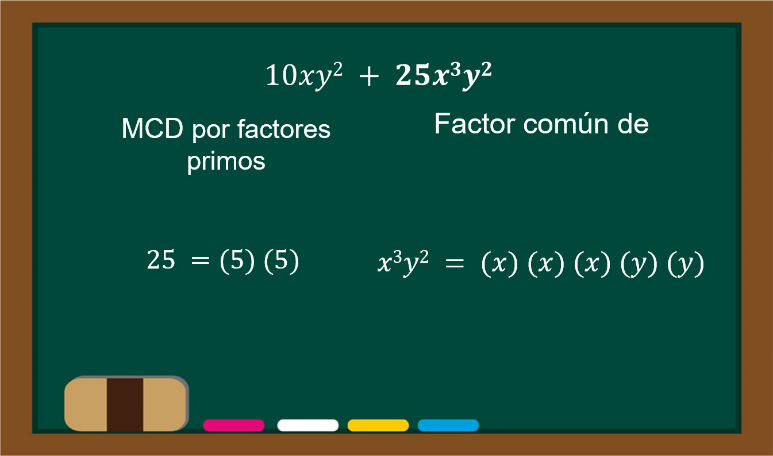 10xy² + 25x³y²
MCD por factores
primos
Factor común de
25 = (5) (5)
x³y² = (x) (x) (x) (y) (y)